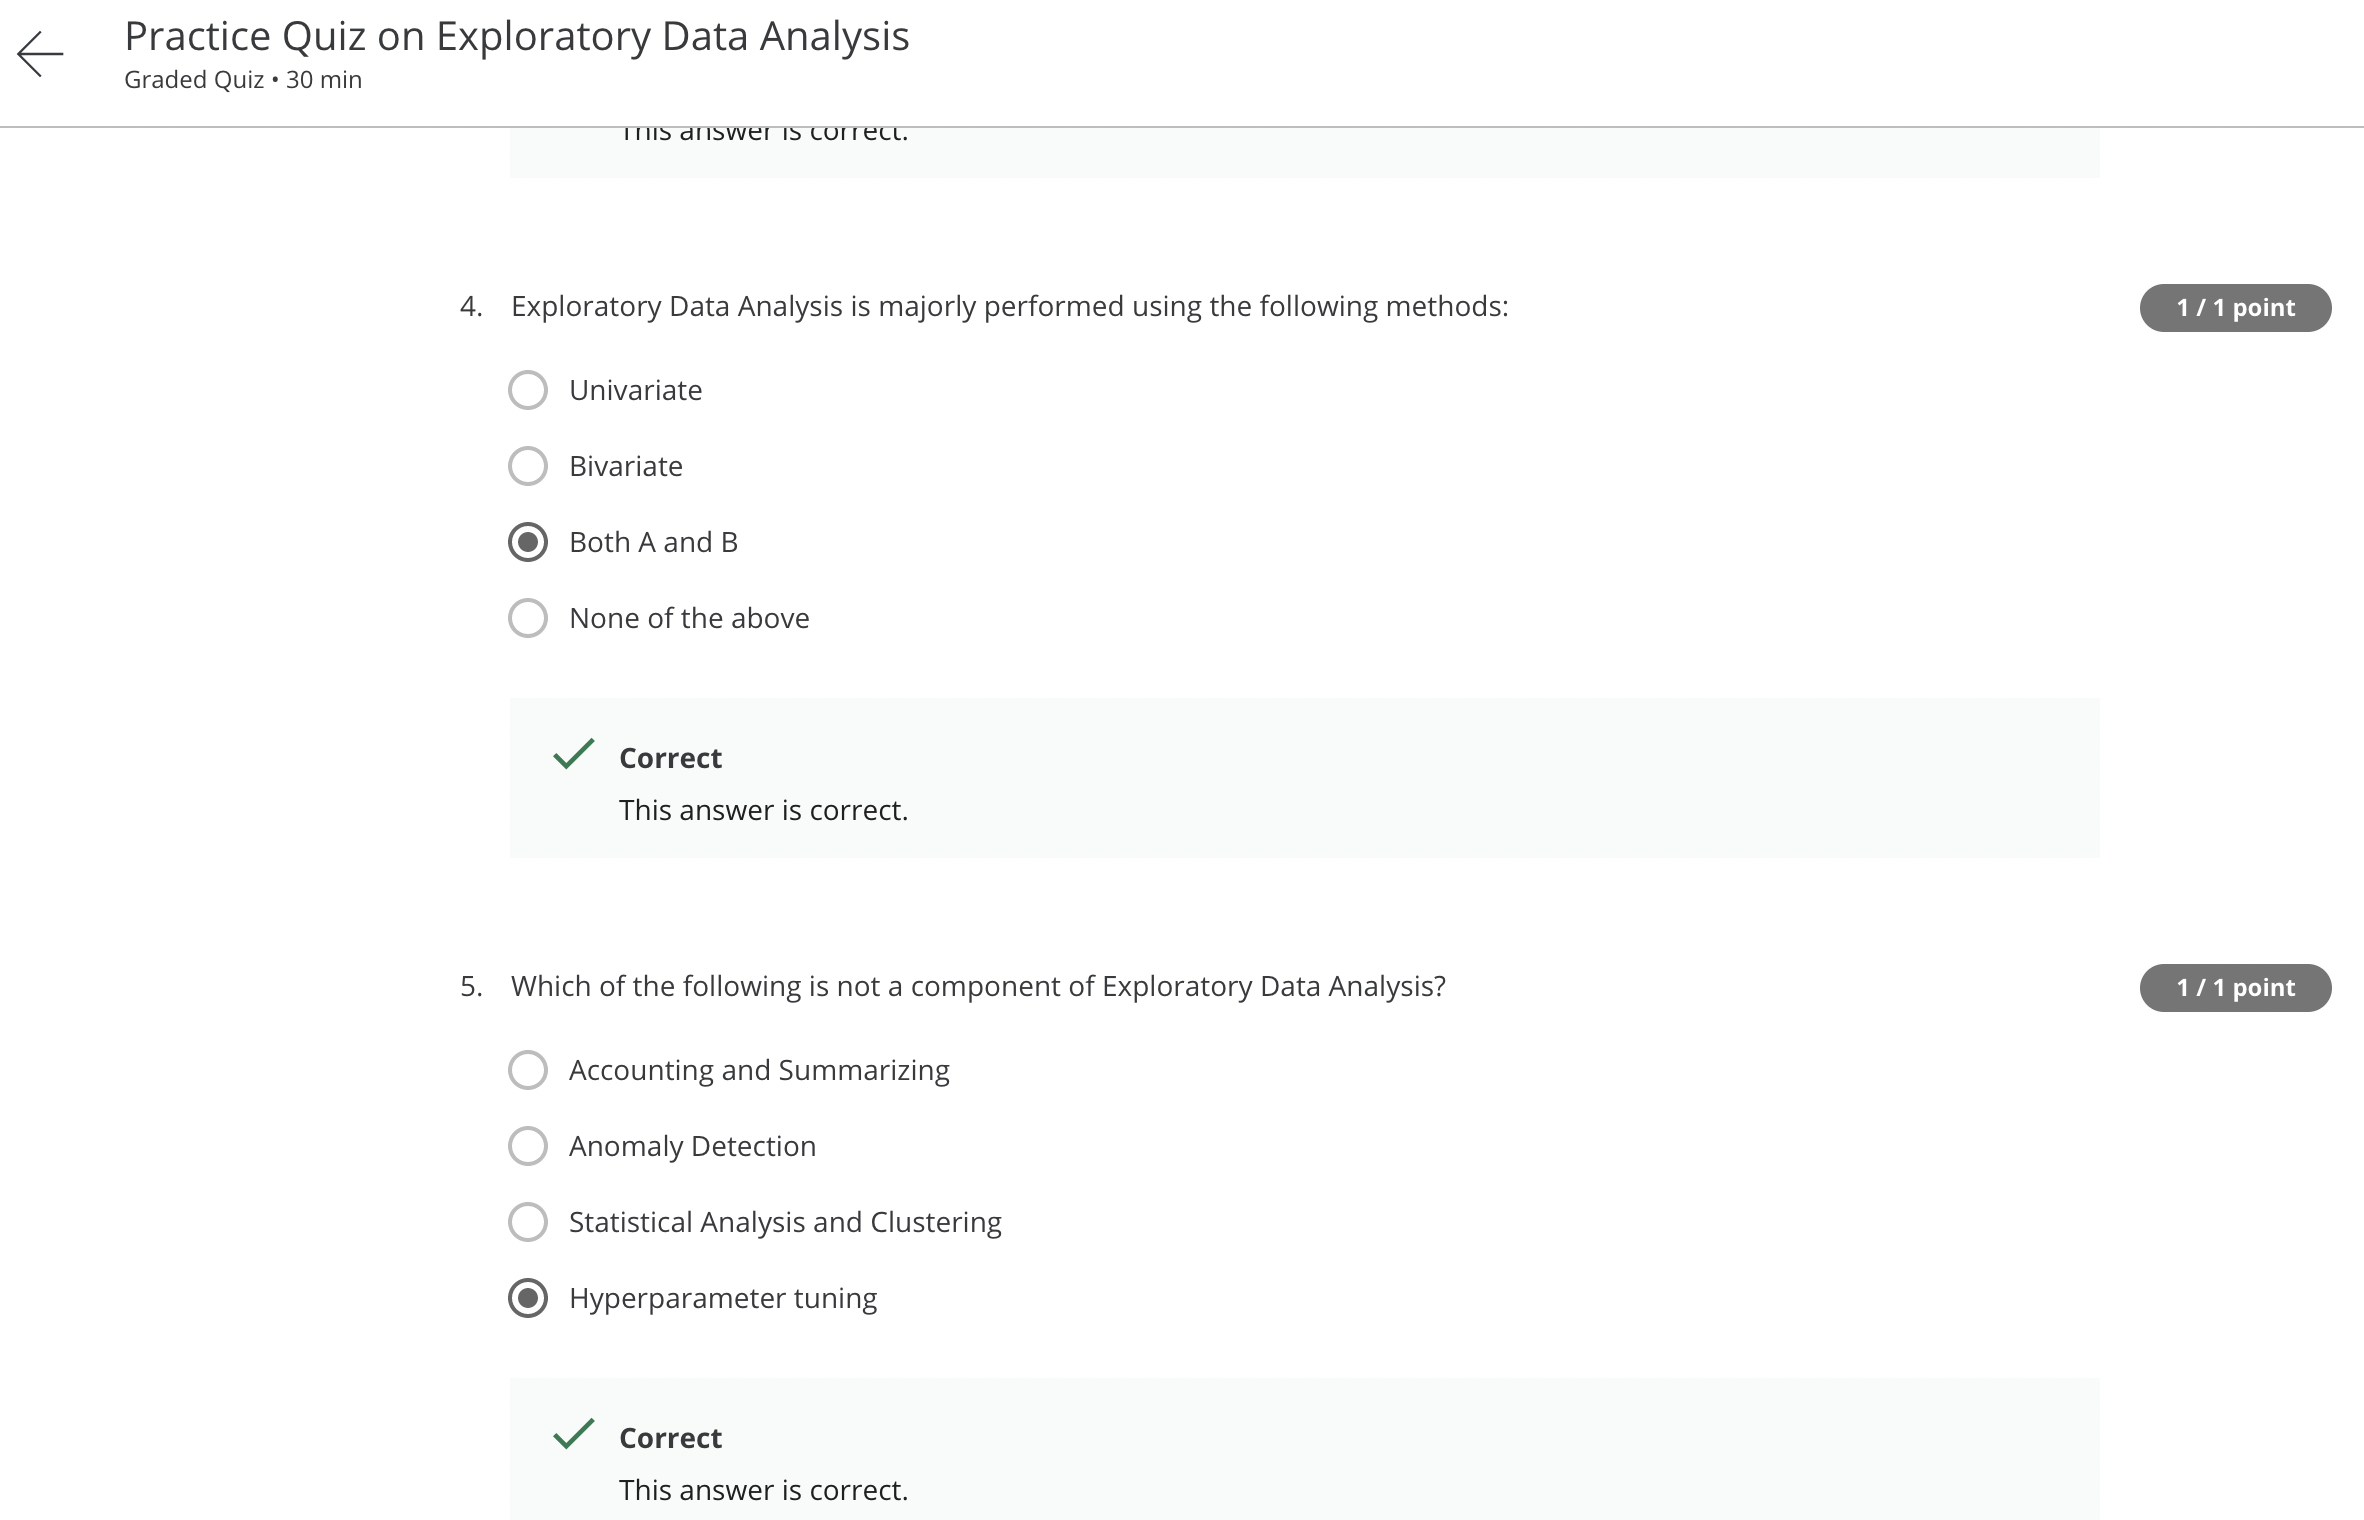 Practice Quiz on Exploratory Data Analysis
Graded Quiz • 30 min
This answer is correct.
4. Exploratory Data Analysis is majorly performed using the following methods:
1 / 1 point
Univariate
Bivariate
Both A and B
None of the above
Correct
This answer is correct.
5. Which of the following is not a component of Exploratory Data Analysis?
1 / 1 point
Accounting and Summarizing
Anomaly Detection
Statistical Analysis and Clustering
Hyperparameter tuning
Correct
This answer is correct.